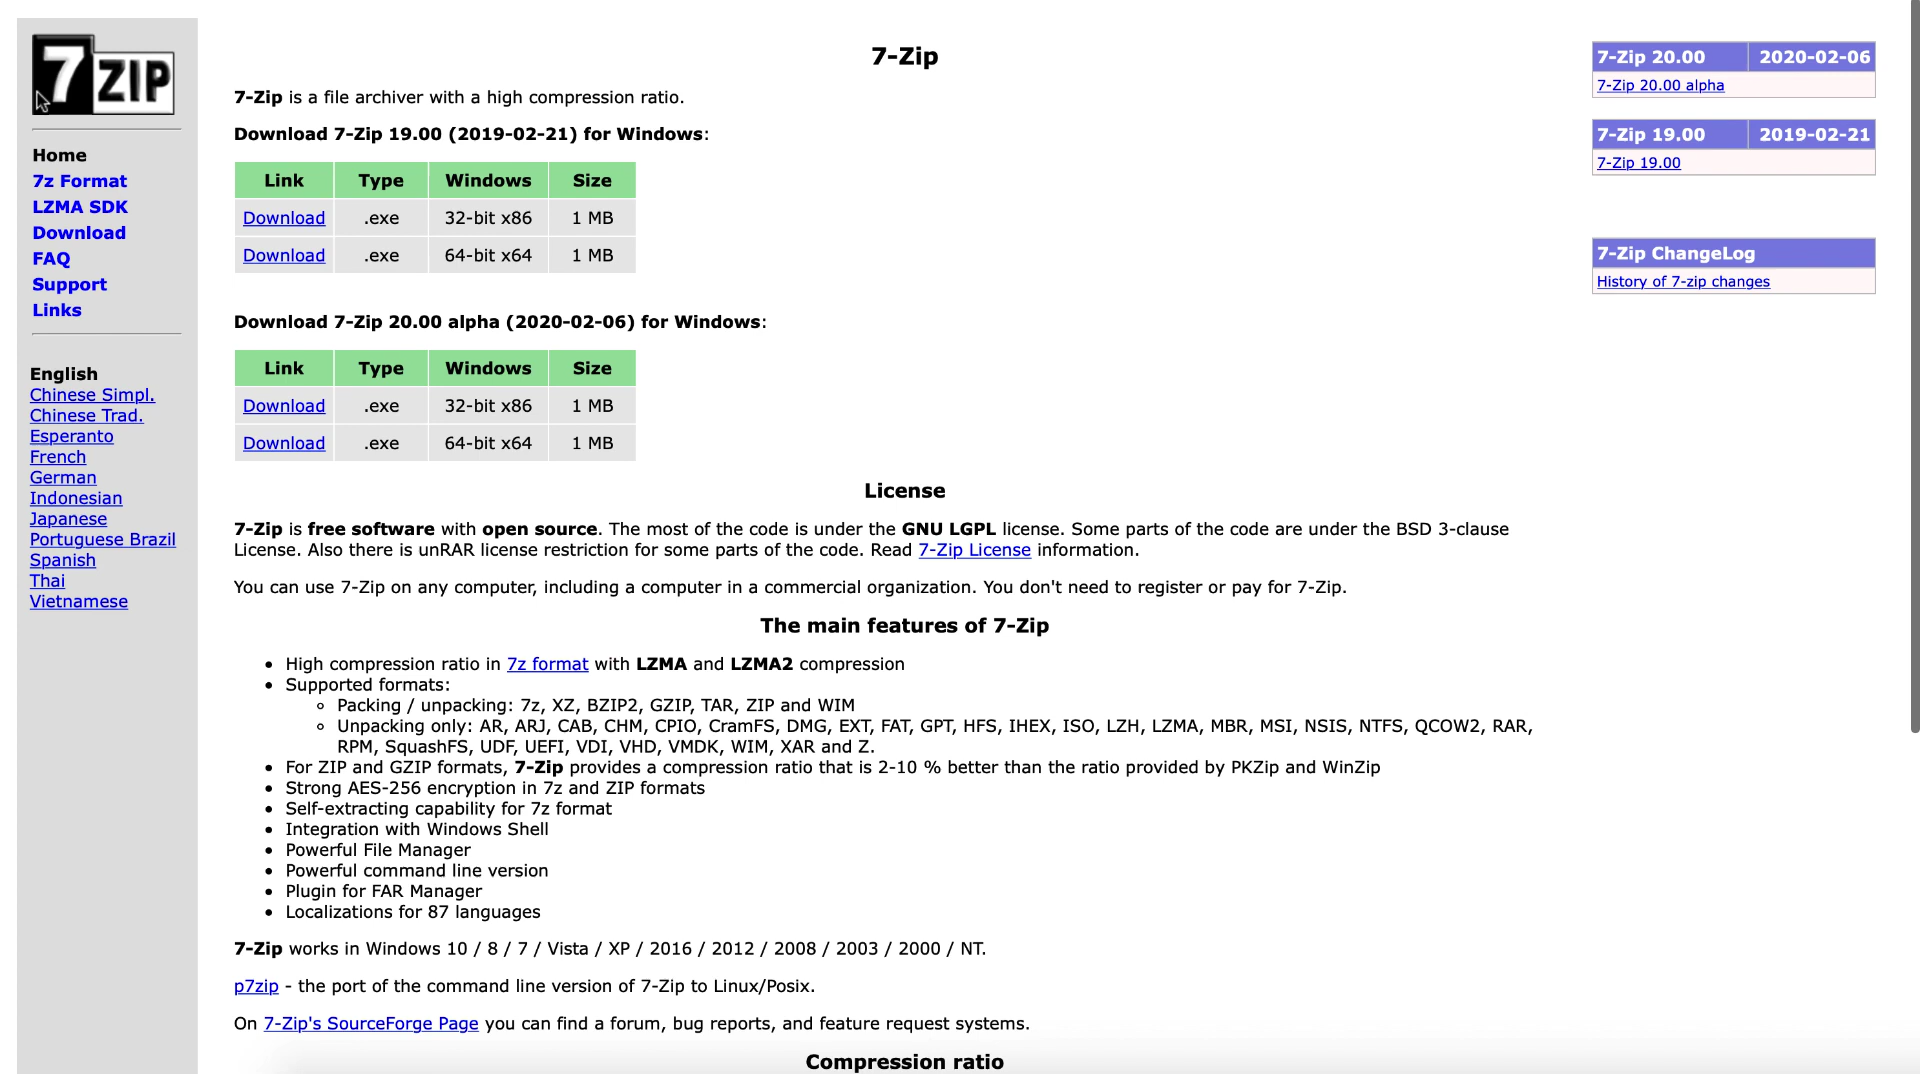 7ZIP
Home
7z Format
LZMA SDK
Download
FAQ
Support
Links
English
Chinese Simpl.
Chinese Trad.
Esperanto
French
German
Indonesian
Japanese
Portuguese Brazil
Spanish
Thai
Vietnamese
7-Zip
7-Zip is a file archiver with a high compression ratio.
Download 7-Zip 19.00 (2019-02-21) for Windows:
Link Type Windows Size
Download .exe 32-bit x86 1 MB
Download .exe 64-bit x64 1 MB
Download 7-Zip 20.00 alpha (2020-02-06) for Windows:
Link Type Windows Size
Download .exe 32-bit x86 1 MB
Download .exe 64-bit x64 1 MB
License
7-Zip is free software with open source. The most of the code is under the GNU LGPL license. Some parts of the code are under the BSD 3-clause
License. Also there is unRAR license restriction for some parts of the code. Read 7-Zip License information.
You can use 7-Zip on any computer, including a computer in a commercial organization. You don't need to register or pay for 7-Zip.
The main features of 7-Zip
• High compression ratio in 7z format with LZMA and LZMA2 compression
• Supported formats:
◦ Packing / unpacking: 7z, XZ, BZIP2, GZIP, TAR, ZIP and WIM
◦ Unpacking only: AR, ARJ, CAB, CHM, CPIO, CramFS, DMG, EXT, FAT, GPT, HFS, IHEX, ISO, LZH, LZMA, MBR, MSI, NSIS, NTFS, QCOW2, RAR,
RPM, SquashFS, UDF, UEFI, VDI, VHD, VMDK, WIM, XAR and Z.
• For ZIP and GZIP formats, 7-Zip provides a compression ratio that is 2-10 % better than the ratio provided by PKZip and WinZip
• Strong AES-256 encryption in 7z and ZIP formats
• Self-extracting capability for 7z format
• Integration with Windows Shell
• Powerful File Manager
• Powerful command line version
• Plugin for FAR Manager
• Localizations for 87 languages
7-Zip works in Windows 10 / 8 / 7 / Vista / XP / 2016 / 2012 / 2008 / 2003 / 2000 / NT.
p7zip - the port of the command line version of 7-Zip to Linux/Posix.
On 7-Zip's SourceForge Page you can find a forum, bug reports, and feature request systems.
Compression ratio
7-Zip 20.00 2020-02-06
7-Zip 20.00 alpha
7-Zip 19.00 2019-02-21
7-Zip 19.00
7-Zip ChangeLog
History of 7-zip changes